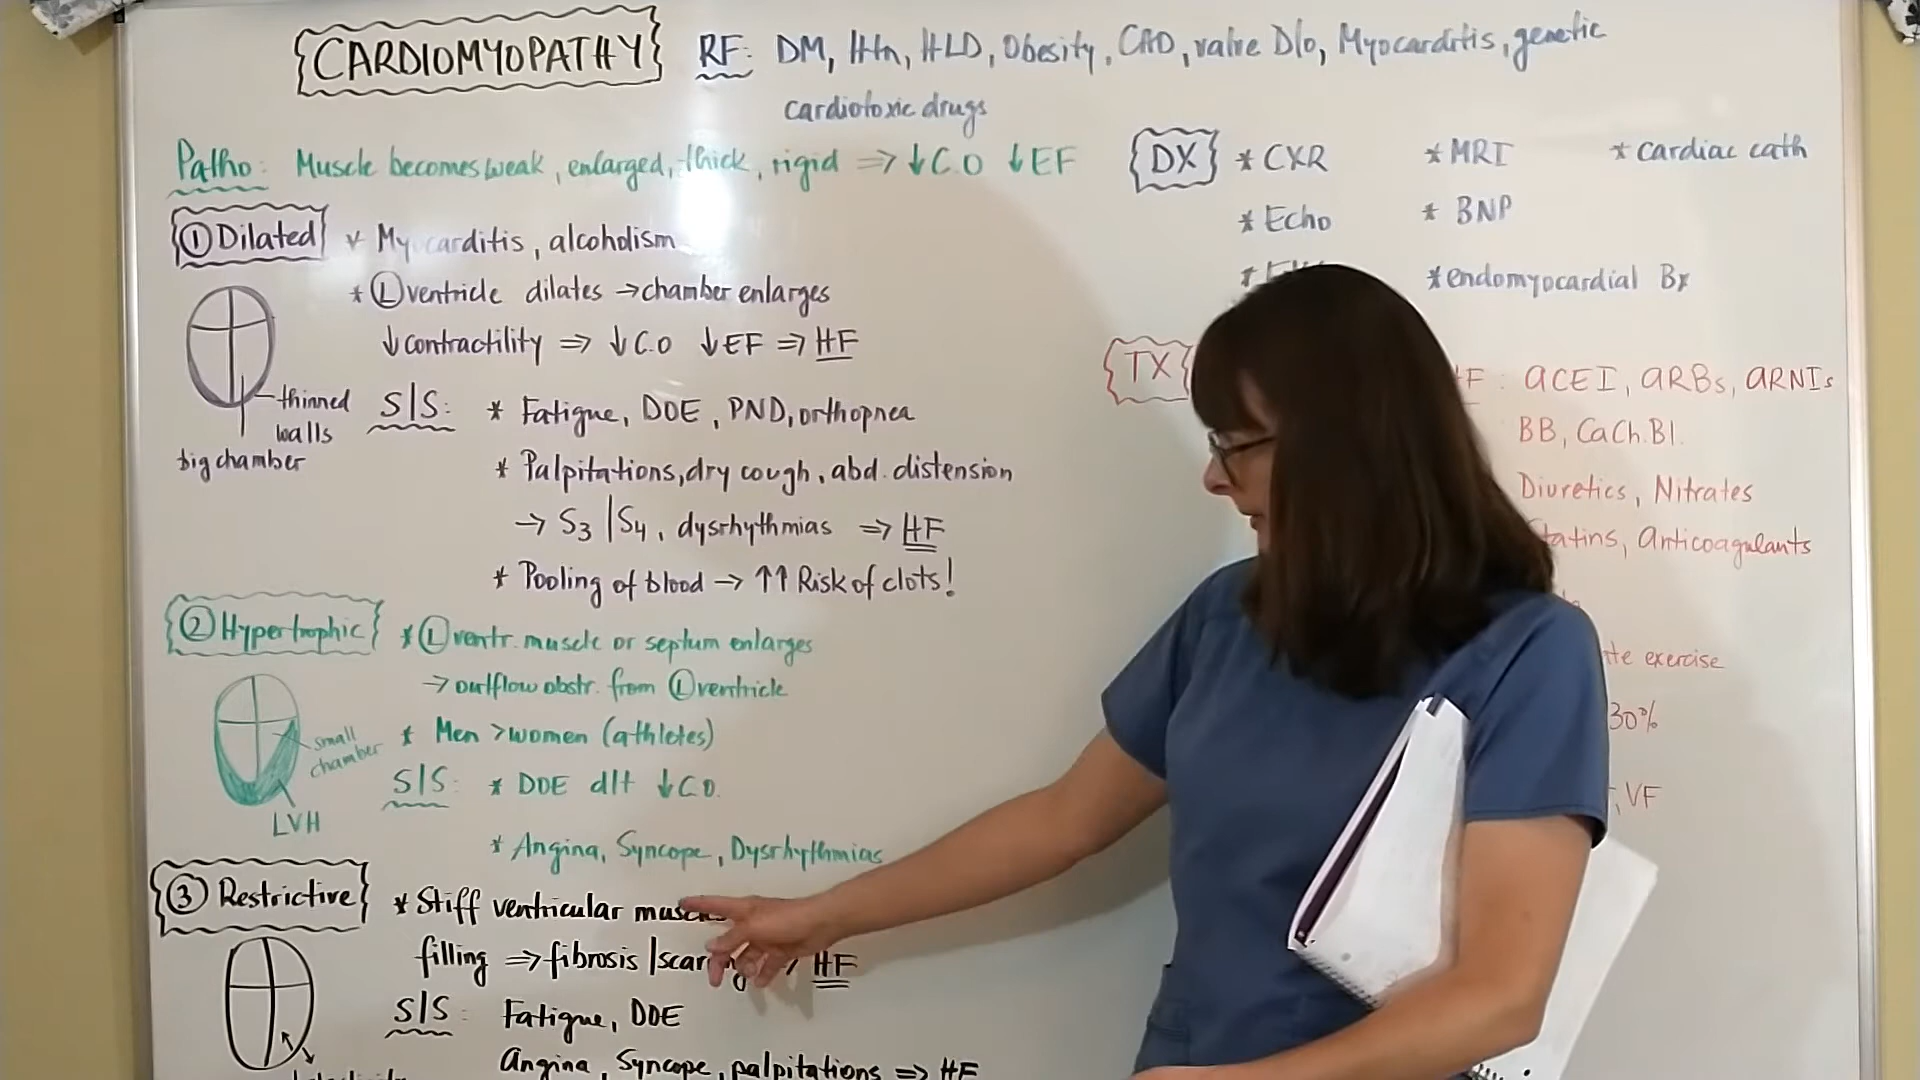 CARDIOMYOPATHY RF: DM, Htn, HLD, Obesity, CAD, valve D/o, Myocarditis, genetic
cardiotoxic drugs
Patho: Muscle becomes weak, enlarged, thick, rigid ⇒ ↓C.O ↓EF
① Dilated * Myocarditis, alcoholism
* Ⓛ ventricle dilates → chamber enlarges
↓contractility ⇒ ↓C.O ↓EF ⇒ HF
thinned walls
big chamber
S/S: * Fatigue, DOE, PND, orthopnea
* Palpitations, dry cough, abd. distension
→ S3 / S4, dysrhythmias ⇒ HF
* Pooling of blood → ↑↑ Risk of clots!
② Hypertrophic * Ⓛ ventr. muscle or septum enlarges
→ outflow obstr. from Ⓛ ventricle
* Men > women (athletes)
small chamber
LVH
S/S: * DOE d/t ↓C.O.
* Angina, Syncope, Dysrhythmias
③ Restrictive * Stiff ventricular
filling ⇒ fibrosis / HF
S/S: Fatigue, DOE
Angina, Syncope, palpitations ⇒ HF
DX * CXR * MRI * cardiac cath
* Echo * BNP
* endomyocardial Bx
TX : ACEI, ARBs, ARNIs
BB, CaCh.Bl.
Diuretics, Nitrates
Anticoagulants
exercise
30%
VF